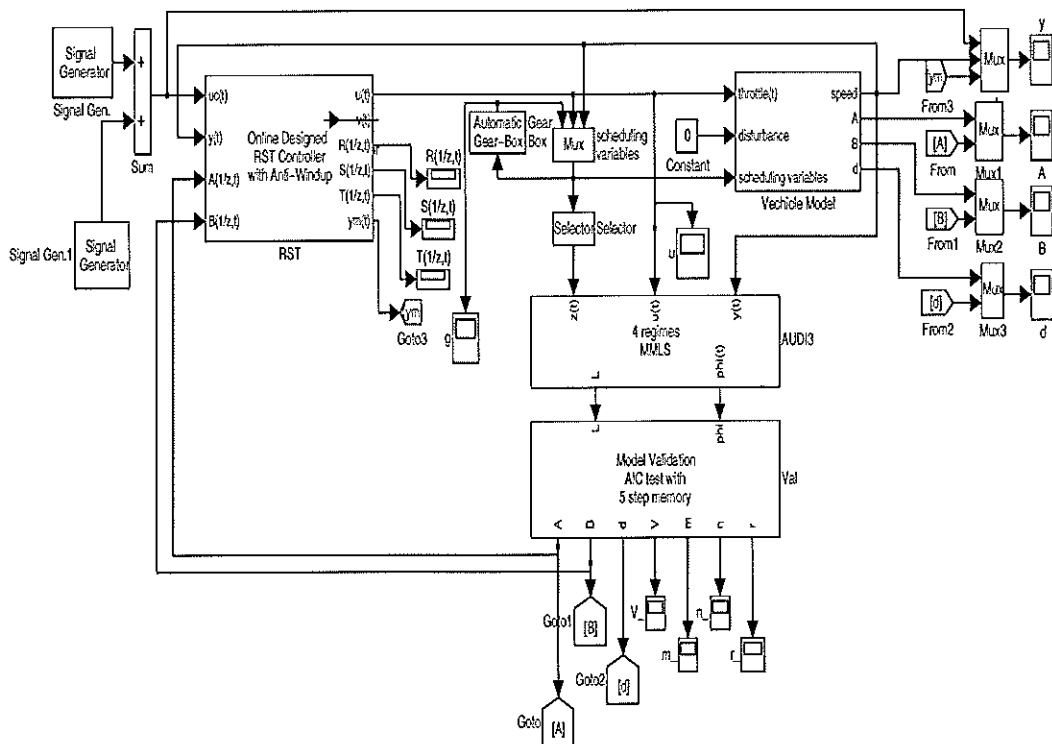 Signal
Generator
Signal Gen.
+
+
Sum
Signal Gen.1
Signal
Generator
uo(t)
y(t)
A(1/z,t)
B(1/z,t)
Online Designed
RST Controller
with Anti-Windup
u(t)
v(t)
R(1/z,t)
S(1/z,t)
T(1/z,t)
ym(t)
RST
R(1/z,t)
S(1/z,t)
T(1/z,t)
ym
Goto3
g
Automatic
Gear-Box
Gear
Box
Mux
scheduling
variables
Selector
Selector
0
Constant
throttle(t)
disturbance
scheduling variables
speed
A
B
d
Vechicle Model
u
ym
From3
Mux
y
[A]
From
Mux
Mux1
A
[B]
From1
Mux
Mux2
B
[d]
From2
Mux
Mux3
d
z(t)
u(t)
y(t)
4 regimes
MMLS
L
phi(t)
AUDI3
L
phi
Model Validation
AIC test with
5 step memory
A
B
d
V
E
n
r
Val
Goto1
[B]
V_
n_
m_
r_
Goto2
[d]
Goto
[A]